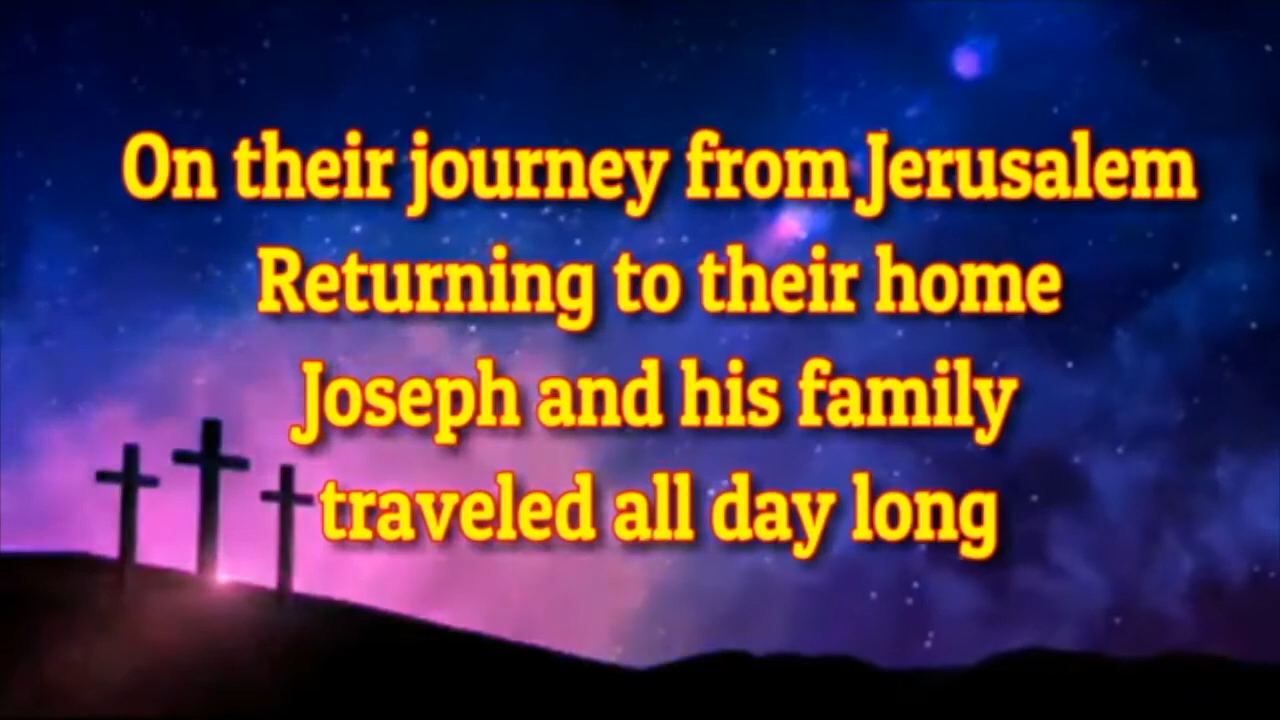 On their journey from Jerusalem
Returning to their home
Joseph and his family
traveled all day long